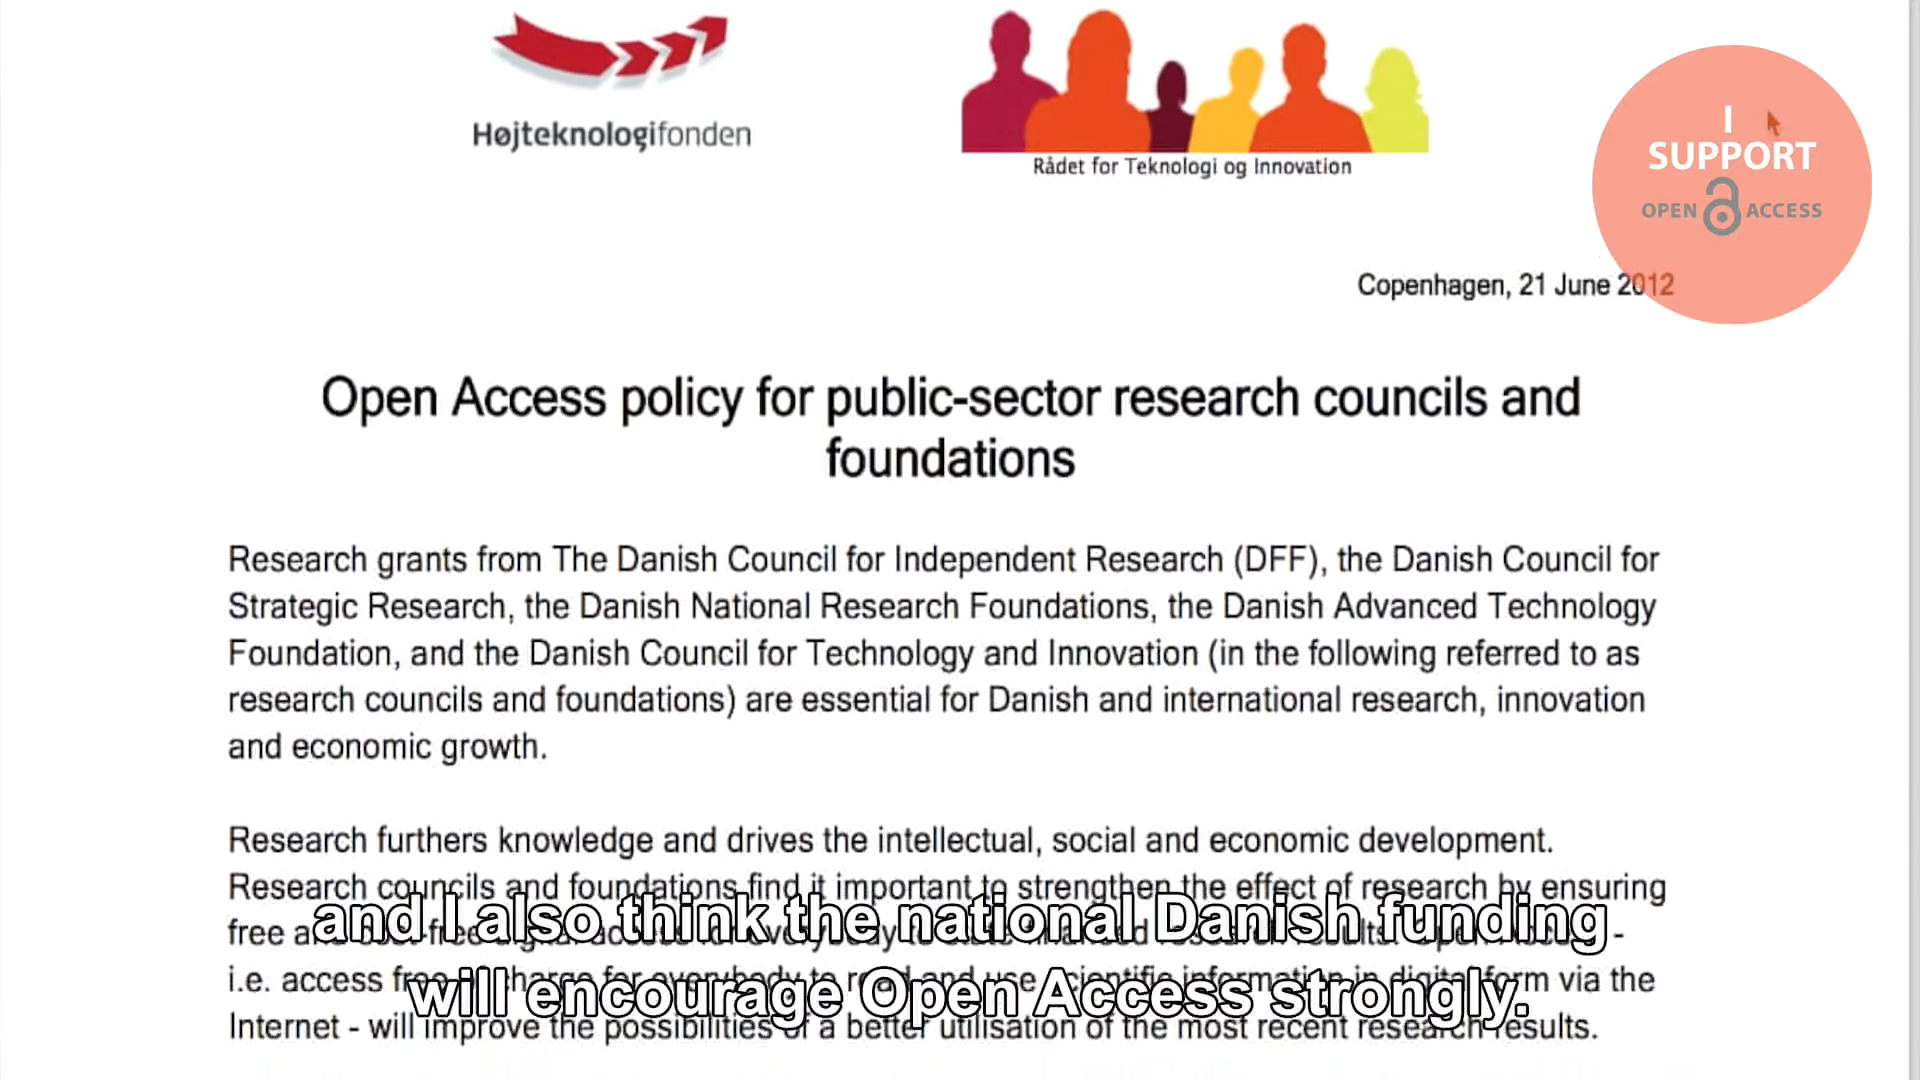 Højteknologifonden
Rådet for Teknologi og Innovation
I
SUPPORT
OPEN ACCESS
Copenhagen, 21 June 2012
Open Access policy for public-sector research councils and
foundations
Research grants from The Danish Council for Independent Research (DFF), the Danish Council for
Strategic Research, the Danish National Research Foundations, the Danish Advanced Technology
Foundation, and the Danish Council for Technology and Innovation (in the following referred to as
research councils and foundations) are essential for Danish and international research, innovation
and economic growth.
Research furthers knowledge and drives the intellectual, social and economic development.
Research councils and foundations find it important to strengthen the effect of research by ensuring
free
i.e. access for everybody to read and use scientific information in digital form via the
Internet - will improve the possibilities of a better utilisation of the most recent research results.
and I also think the national Danish funding
will encourage Open Access strongly.